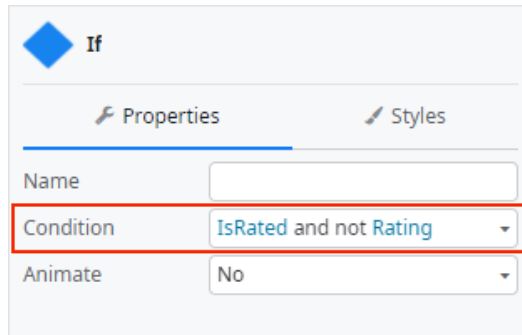 If
Properties Styles
Name
Condition IsRated and not Rating
Animate No